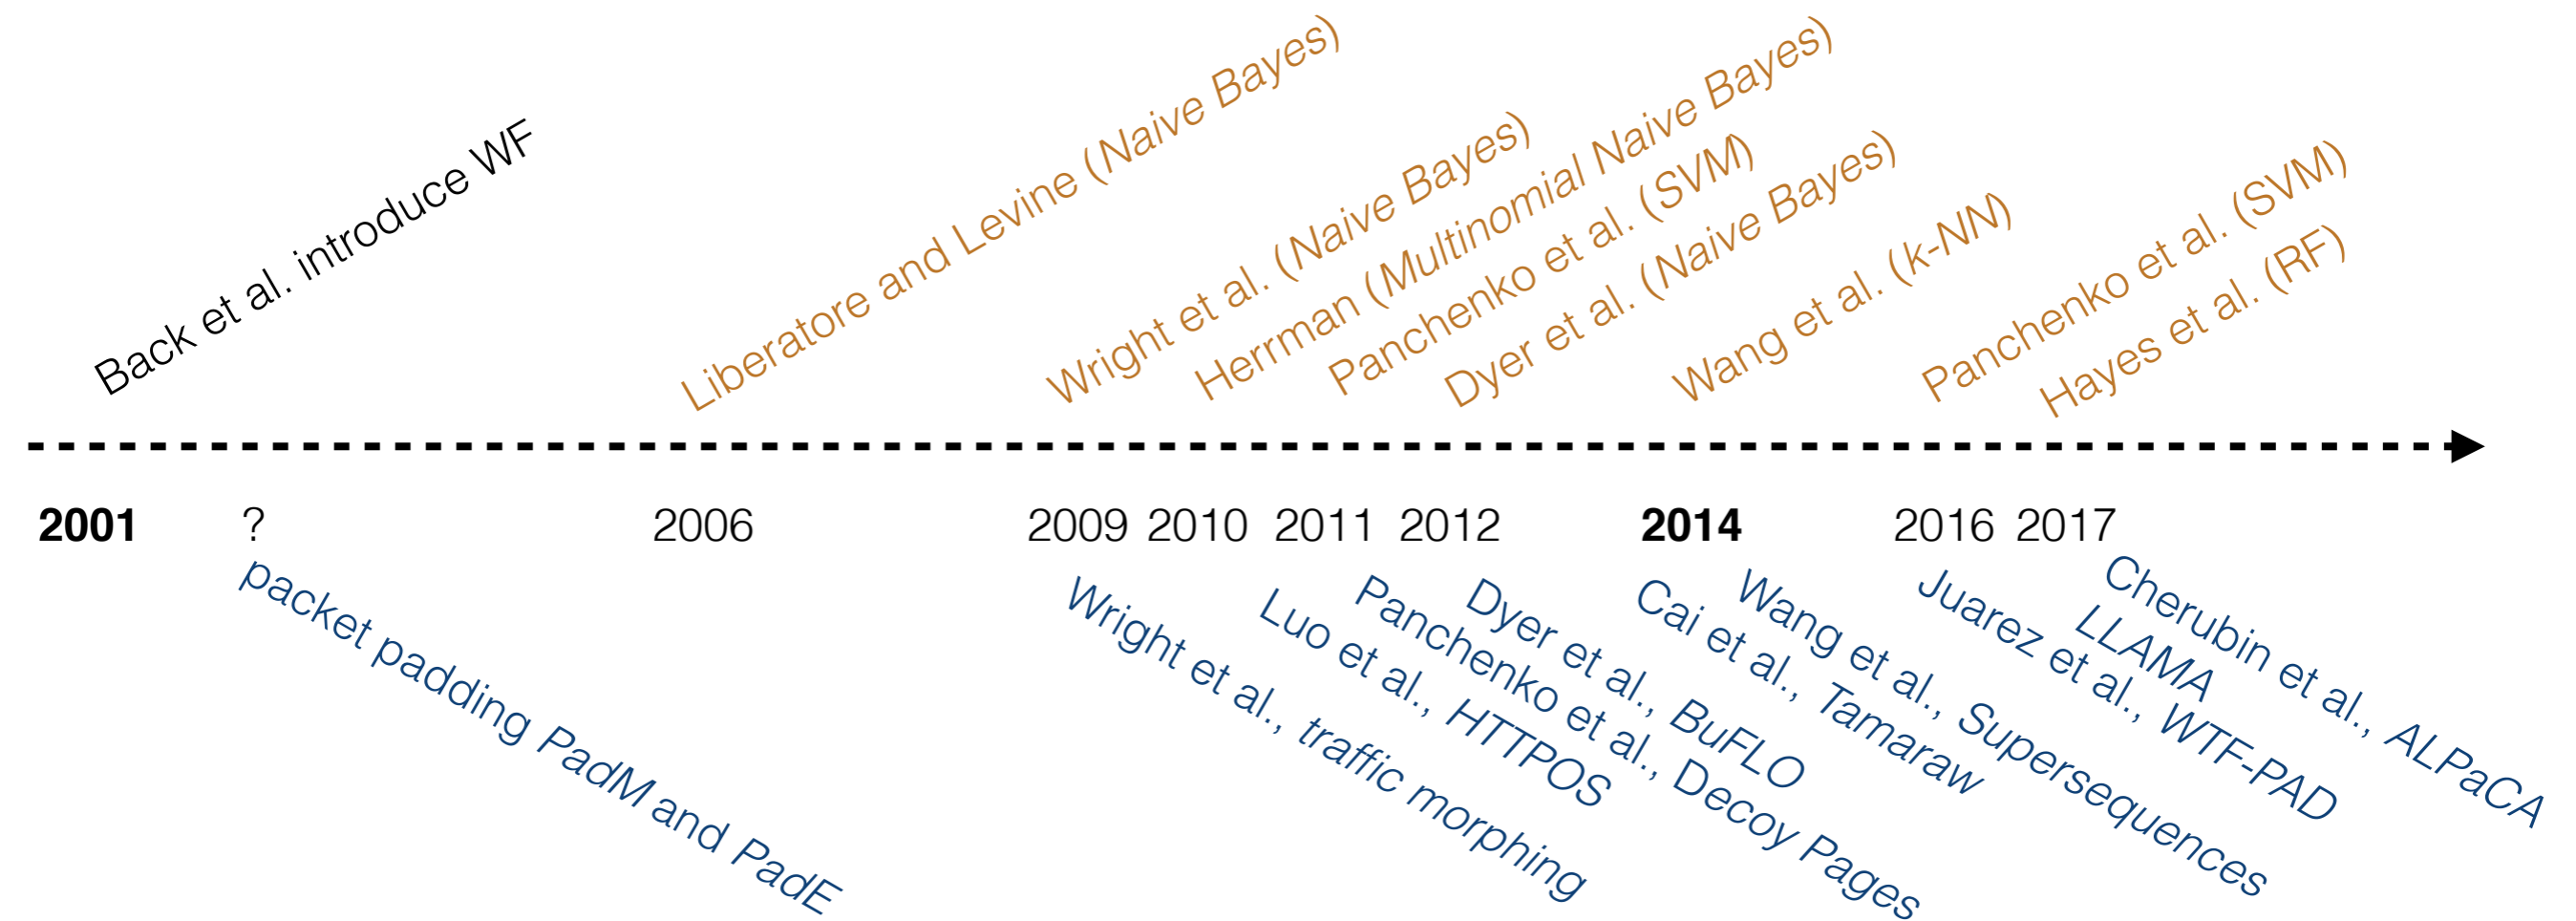 Back et al. introduce WF
Liberatore and Levine (Naive Bayes)
Wright et al. (Naive Bayes)
Herrman (Multinomial Naive Bayes)
Panchenko et al. (SVM)
Dyer et al. (Naive Bayes)
Wang et al. (k-NN)
Panchenko et al. (SVM)
Hayes et al. (RF)
2001 ? 2006 2009 2010 2011 2012 2014 2016 2017
packet padding PadM and PadE
Wright et al., traffic morphing
Luo et al., HTTPOS
Panchenko et al., Decoy Pages
Dyer et al., BuFLO
Cai et al., Tamaraw
Wang et al., Supersequences
Juarez et al., WTF-PAD
LLAMA
Cherubin et al., ALPaCA